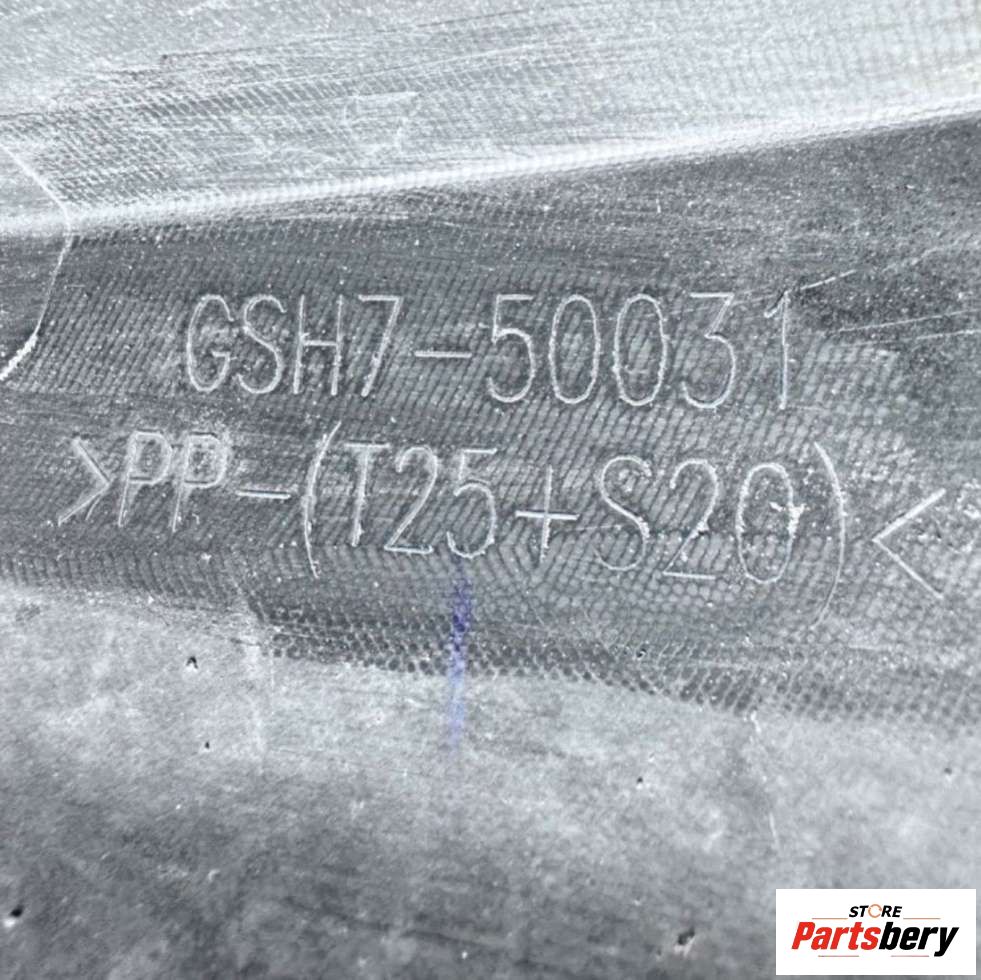 GSH7-50031
>PP-(T25+S20)<
STORE
Partsbery